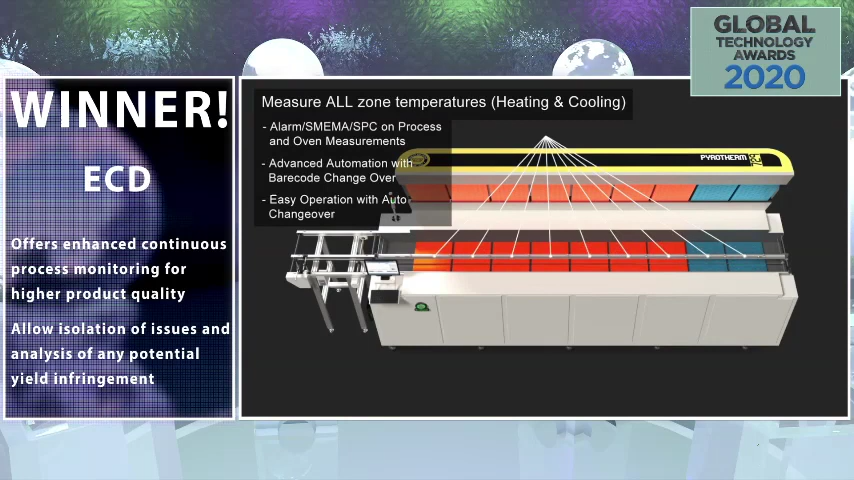 GLOBAL
TECHNOLOGY
AWARDS
2020
WINNER!
ECD
Offers enhanced continuous
process monitoring for
higher product quality
Allow isolation of issues and
analysis of any potential
yield infringement
Measure ALL zone temperatures (Heating & Cooling)
- Alarm/SMEMA/SPC on Process
and Oven Measurements
- Advanced Automation with
Barecode Change Over
- Easy Operation with Auto
Changeover
PYROTHERM